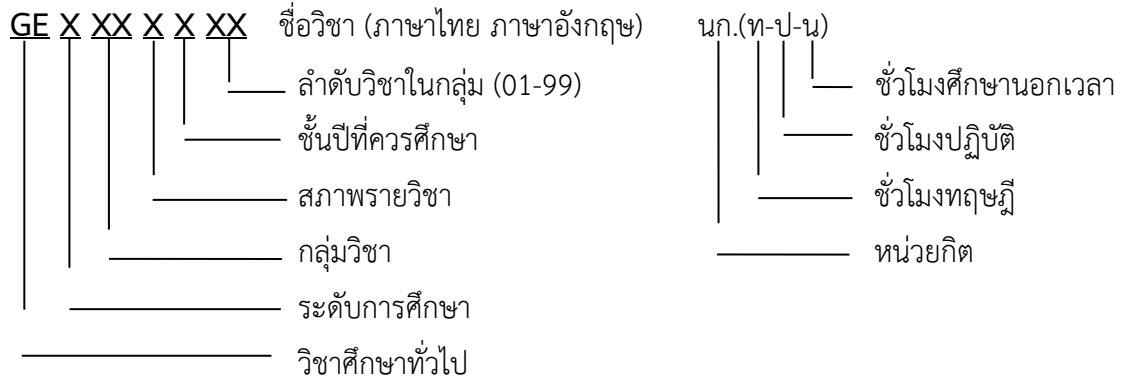 GE X XX X X XX ชื่อวิชา (ภาษาไทย ภาษาอังกฤษ) นก.(ท-ป-น)
ลำดับวิชาในกลุ่ม (01-99) ชั่วโมงศึกษานอกเวลา
ชั้นปีที่ควรศึกษา ชั่วโมงปฏิบัติ
สภาพรายวิชา ชั่วโมงทฤษฎี
กลุ่มวิชา หน่วยกิต
ระดับการศึกษา
วิชาศึกษาทั่วไป